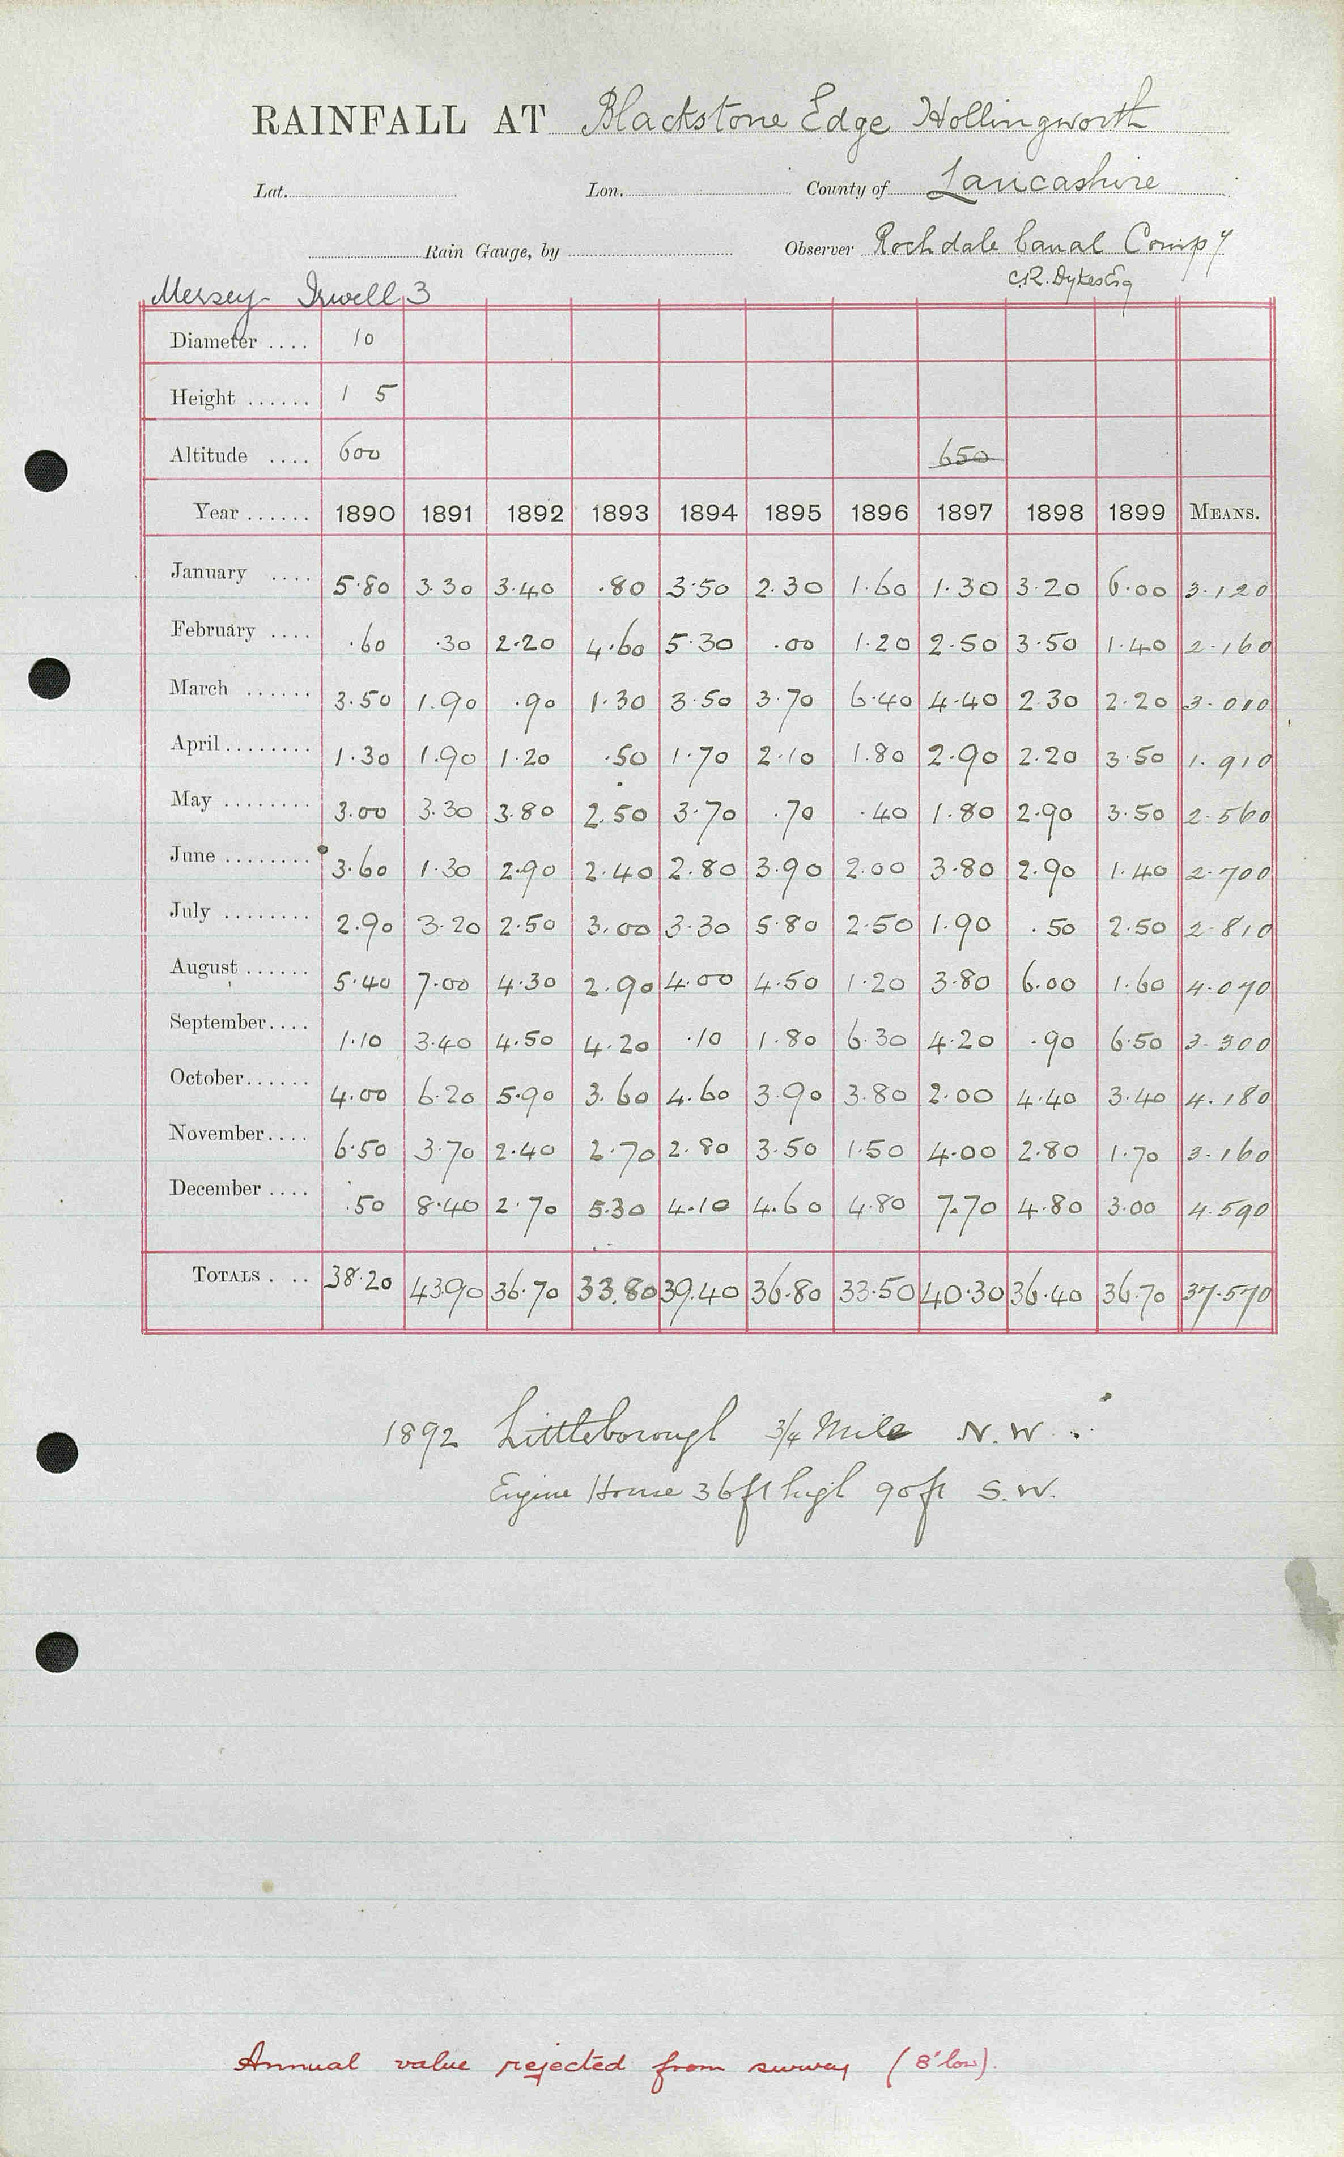 RAINFALL AT Blackstone Edge Hollingworth
Lat. Lon. County of Lancashire
Rain Gauge, by Observer Rochdale Canal Compy
C.R. Dykes Esq
Mersey Irwell 3
Diameter .... 10
Height ...... 1 5
Altitude .... 600 650
Year ...... 1890 1891 1892 1893 1894 1895 1896 1897 1898 1899 MEANS.
January .... 5.80 3.30 3.40 .80 3.50 2.30 1.60 1.30 3.20 6.00 3.120
February .... .60 .30 2.20 4.60 5.30 .00 1.20 2.50 3.50 1.40 2.160
March ...... 3.50 1.90 .90 1.30 3.50 3.70 6.40 4.40 2.30 2.20 3.010
April ........ 1.30 1.90 1.20 .50 1.70 2.10 1.80 2.90 2.20 3.50 1.910
May ........ 3.00 3.30 3.80 2.50 3.70 .70 .40 1.80 2.90 3.50 2.560
June ........ 3.60 1.30 2.90 2.40 2.80 3.90 2.00 3.80 2.90 1.40 2.700
July ........ 2.90 3.20 2.50 3.00 3.30 5.80 2.50 1.90 .50 2.50 2.810
August ...... 5.40 7.00 4.30 2.90 4.00 4.50 1.20 3.80 6.00 1.60 4.070
September.... 1.10 3.40 4.50 4.20 .10 1.80 6.30 4.20 .90 6.50 3.300
October...... 4.00 6.20 5.90 3.60 4.60 3.90 3.80 2.00 4.40 3.40 4.180
November.... 6.50 3.70 2.40 2.70 2.80 3.50 1.50 4.00 2.80 1.70 3.160
December .... .50 8.40 2.70 5.30 4.10 4.60 4.80 7.70 4.80 3.00 4.590
TOTALS . .. 38.20 43.90 36.70 33.80 39.40 36.80 33.50 40.30 36.40 36.70 37.570
1892 Littleborough 3/4 Mile N.W.
Engine House 36ft high 90ft S.W.
Annual value rejected from survey (8" low).